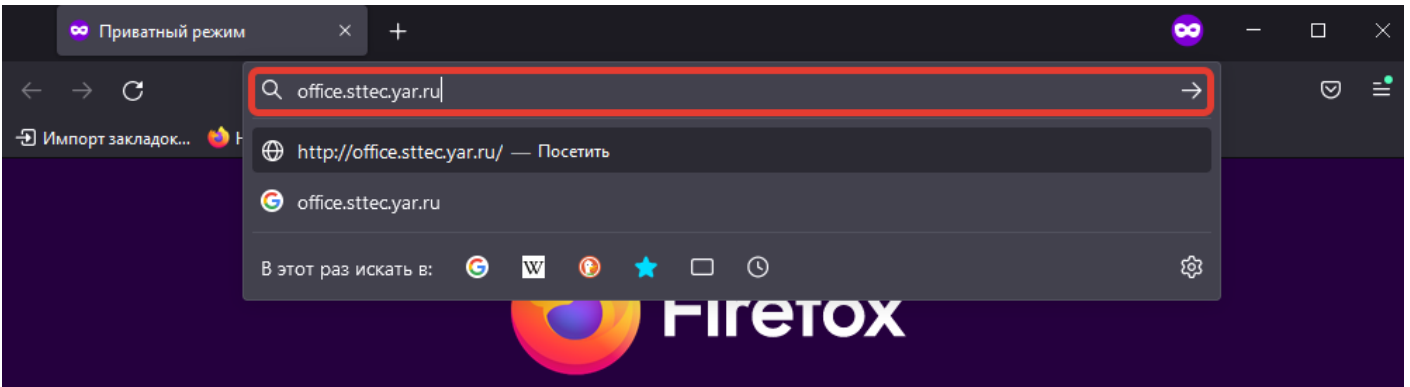 Приватный режим
office.sttec.yar.ru
Импорт закладок...
http://office.sttec.yar.ru/ — Посетить
office.sttec.yar.ru
В этот раз искать в:
W
Firefox